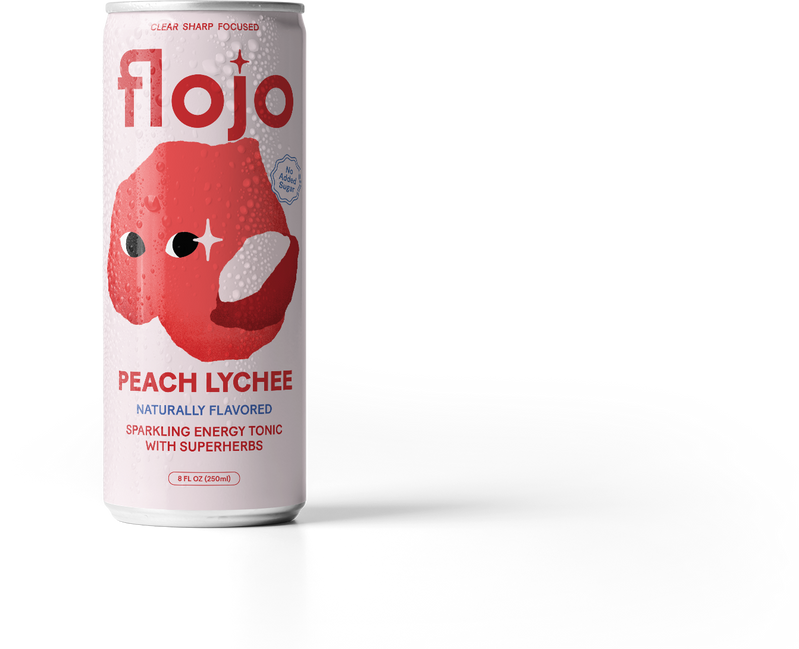 CLEAR SHARP FOCUSED
flojo
No
Added
Sugar
PEACH LYCHEE
NATURALLY FLAVORED
SPARKLING ENERGY TONIC
WITH SUPERHERBS
8 FL OZ (250ml)